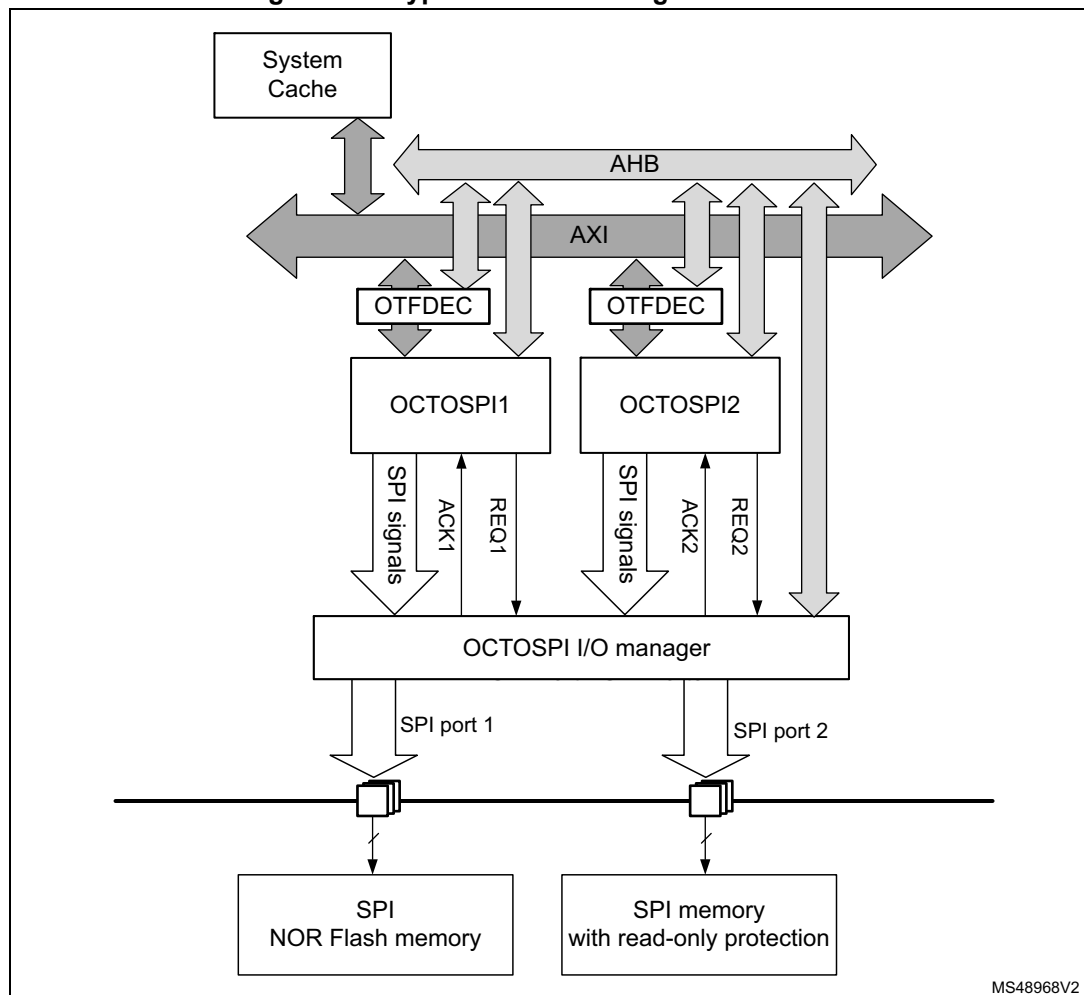 System
Cache
AHB
AXI
OTFDEC
OTFDEC
OCTOSPI1
OCTOSPI2
SPI signals
ACK1
REQ1
SPI signals
ACK2
REQ2
OCTOSPI I/O manager
SPI port 1
SPI port 2
SPI
NOR Flash memory
SPI memory
with read-only protection
MS48968V2